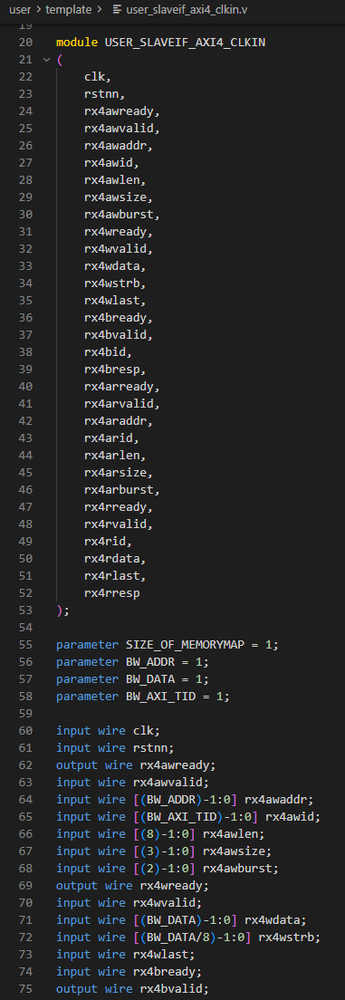 user > template > user_slaveif_axi4_clkin.v
19
20 module USER_SLAVEIF_AXI4_CLKIN
21 (
22 clk,
23 rstnn,
24 rx4awready,
25 rx4awvalid,
26 rx4awaddr,
27 rx4awid,
28 rx4awlen,
29 rx4awsize,
30 rx4awburst,
31 rx4wready,
32 rx4wvalid,
33 rx4wdata,
34 rx4wstrb,
35 rx4wlast,
36 rx4bready,
37 rx4bvalid,
38 rx4bid,
39 rx4bresp,
40 rx4arready,
41 rx4arvalid,
42 rx4araddr,
43 rx4arid,
44 rx4arlen,
45 rx4arsize,
46 rx4arburst,
47 rx4rready,
48 rx4rvalid,
49 rx4rid,
50 rx4rdata,
51 rx4rlast,
52 rx4rresp
53 );
54
55 parameter SIZE_OF_MEMORYMAP = 1;
56 parameter BW_ADDR = 1;
57 parameter BW_DATA = 1;
58 parameter BW_AXI_TID = 1;
59
60 input wire clk;
61 input wire rstnn;
62 output wire rx4awready;
63 input wire rx4awvalid;
64 input wire [(BW_ADDR)-1:0] rx4awaddr;
65 input wire [(BW_AXI_TID)-1:0] rx4awid;
66 input wire [(8)-1:0] rx4awlen;
67 input wire [(3)-1:0] rx4awsize;
68 input wire [(2)-1:0] rx4awburst;
69 output wire rx4wready;
70 input wire rx4wvalid;
71 input wire [(BW_DATA)-1:0] rx4wdata;
72 input wire [(BW_DATA/8)-1:0] rx4wstrb;
73 input wire rx4wlast;
74 input wire rx4bready;
75 output wire rx4bvalid;